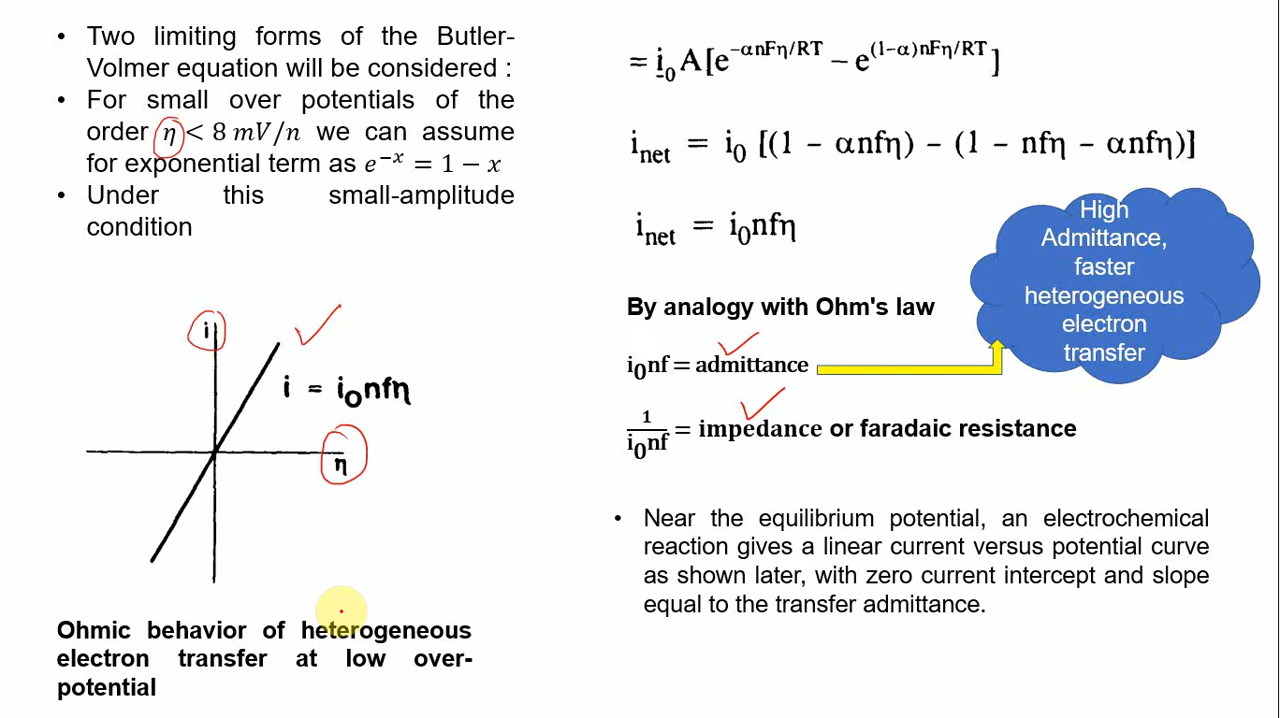 • Two limiting forms of the Butler-
Volmer equation will be considered :
• For small over potentials of the
order η < 8 mV/n we can assume
for exponential term as e^{−x} = 1 − x
• Under this small-amplitude
condition
i
i = i₀nfη
η
Ohmic behavior of heterogeneous
electron transfer at low over-
potential
= i₀ A[e^{−αnFη/RT} − e^{(1−α)nFη/RT}]
i_net = i₀ [(1 - αnfη) - (1 - nfη - αnfη)]
i_net = i₀nfη
By analogy with Ohm's law
i₀nf = admittance
1/i₀nf = impedance or faradaic resistance
High
Admittance,
faster
heterogeneous
electron
transfer
• Near the equilibrium potential, an electrochemical
reaction gives a linear current versus potential curve
as shown later, with zero current intercept and slope
equal to the transfer admittance.